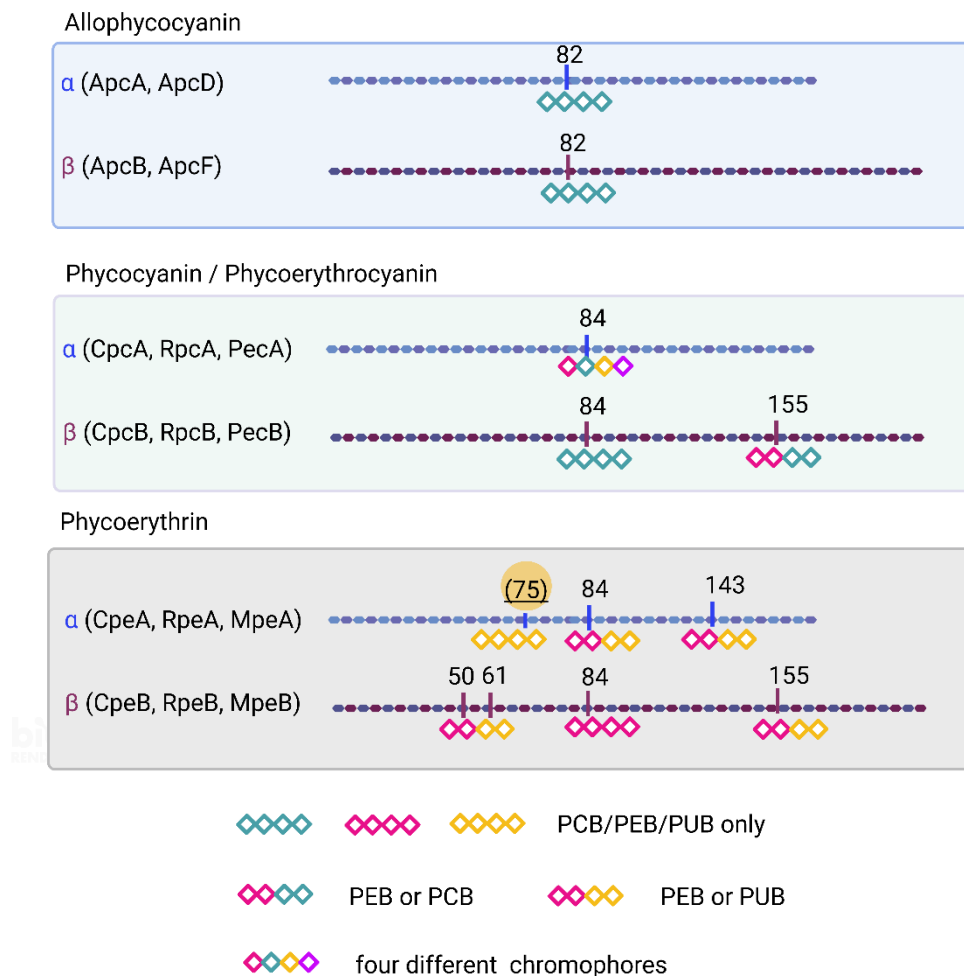 Allophycocyanin
82
α (ApcA, ApcD)
82
β (ApcB, ApcF)
Phycocyanin / Phycoerythrocyanin
84
α (CpcA, RpcA, PecA)
84 155
β (CpcB, RpcB, PecB)
Phycoerythrin
(75) 84 143
α (CpeA, RpeA, MpeA)
50 61 84 155
β (CpeB, RpeB, MpeB)
PCB/PEB/PUB only
PEB or PCB PEB or PUB
four different chromophores